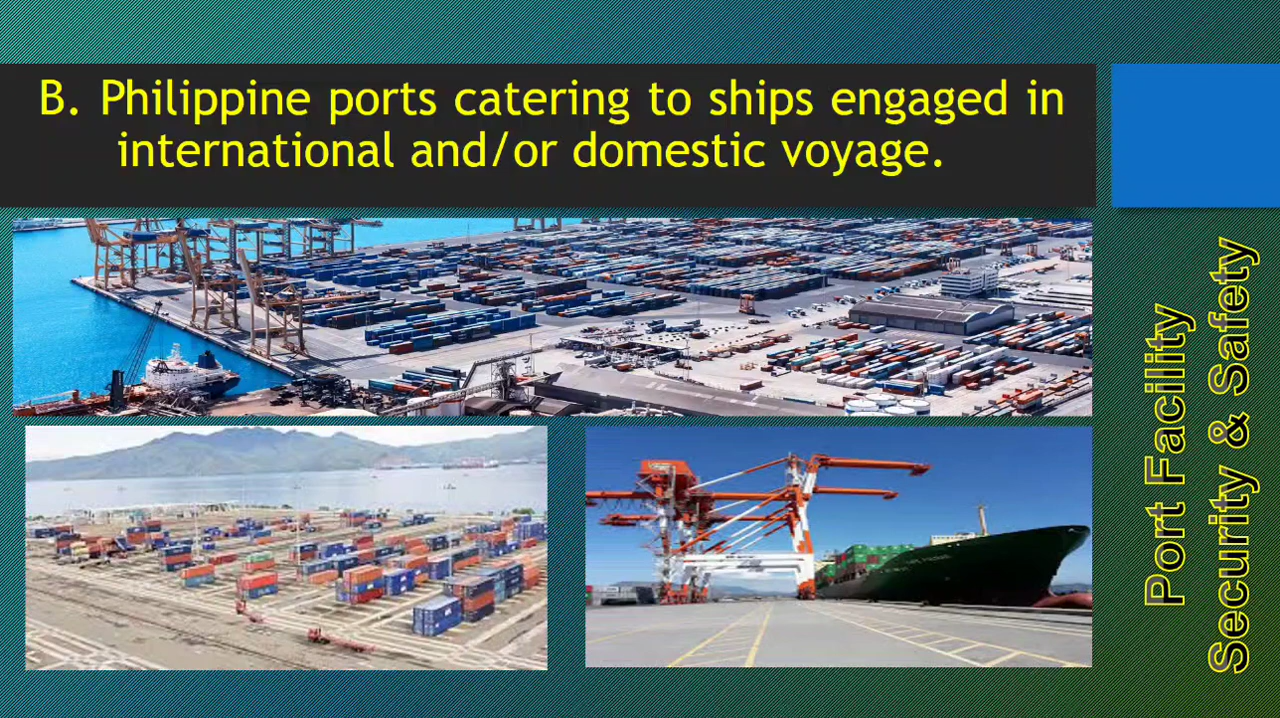 B. Philippine ports catering to ships engaged in
international and/or domestic voyage.
Port Facility
Security & Safety